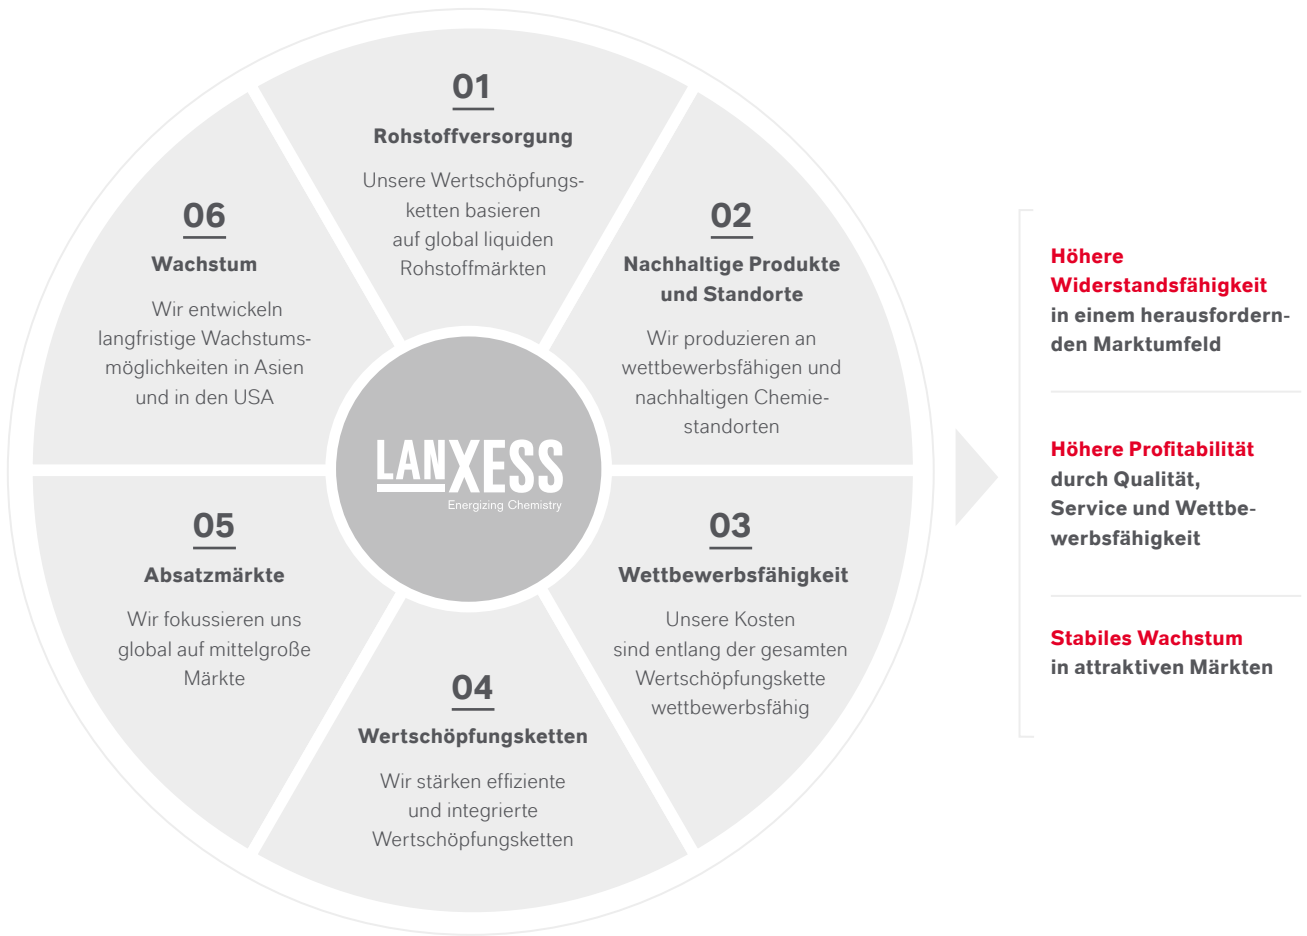 01
Rohstoffversorgung
Unsere Wertschöpfungs-
ketten basieren
auf global liquiden
Rohstoffmärkten
02
Nachhaltige Produkte
und Standorte
Wir produzieren an
wettbewerbsfähigen und
nachhaltigen Chemie-
standorten
03
Wettbewerbsfähigkeit
Unsere Kosten
sind entlang der gesamten
Wertschöpfungskette
wettbewerbsfähig
04
Wertschöpfungsketten
Wir stärken effiziente
und integrierte
Wertschöpfungsketten
05
Absatzmärkte
Wir fokussieren uns
global auf mittelgroße
Märkte
06
Wachstum
Wir entwickeln
langfristige Wachstums-
möglichkeiten in Asien
und in den USA
LANXESS
Energizing Chemistry
Höhere
Widerstandsfähigkeit
in einem herausfordern-
den Marktumfeld
Höhere Profitabilität
durch Qualität,
Service und Wettbe-
werbsfähigkeit
Stabiles Wachstum
in attraktiven Märkten